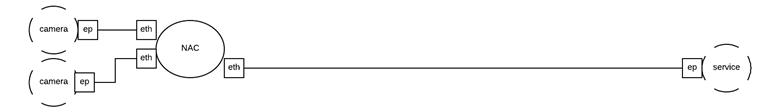 camera ep eth
NAC
eth
camera ep
eth
ep service